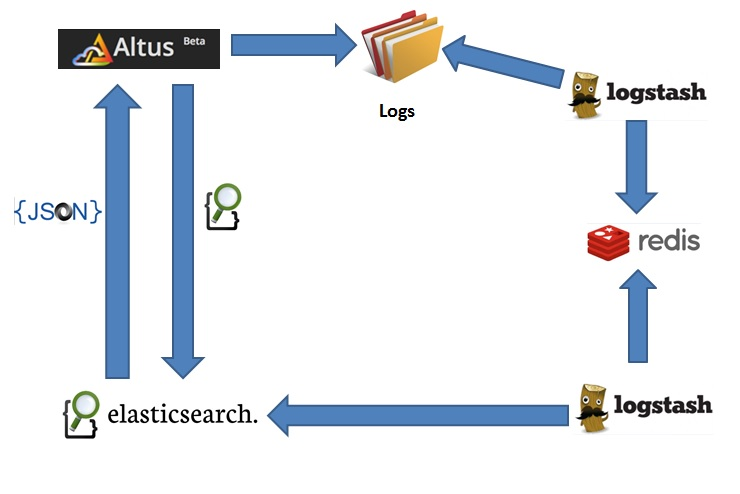 Altus Beta
Logs
logstash
{JSON}
redis
elasticsearch.
logstash